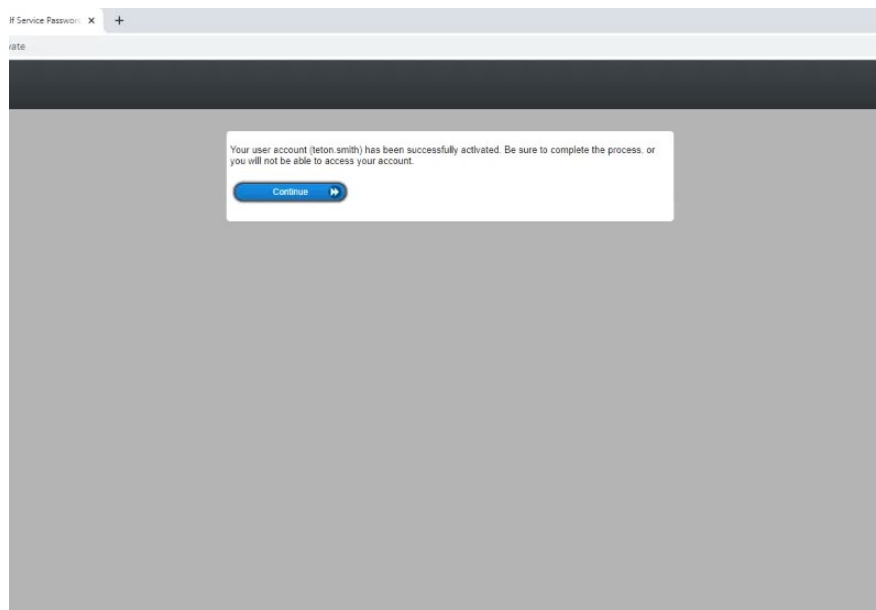 lf Service Passwor
vate
Your user account (teton.smith) has been successfully activated. Be sure to complete the process, or
you will not be able to access your account.
Continue